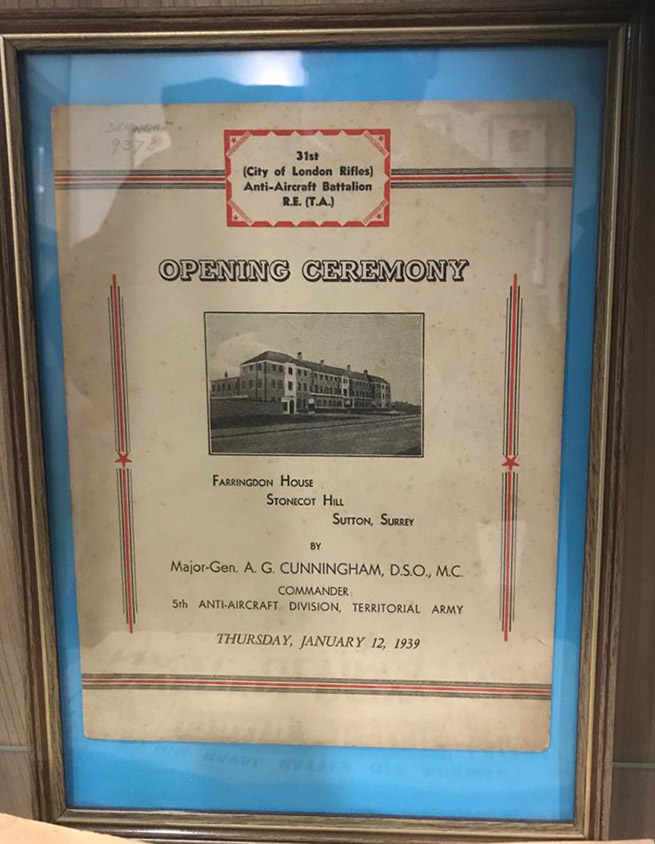 9378
31st
(City of London Rifles)
Anti-Aircraft Battalion
R.E. (T.A.)
OPENING CEREMONY
FARRINGDON HOUSE
STONECOT HILL
SUTTON, SURREY
BY
Major-Gen. A. G. CUNNINGHAM, D.S.O., M.C.
COMMANDER:
5th ANTI-AIRCRAFT DIVISION, TERRITORIAL ARMY
THURSDAY, JANUARY 12, 1939